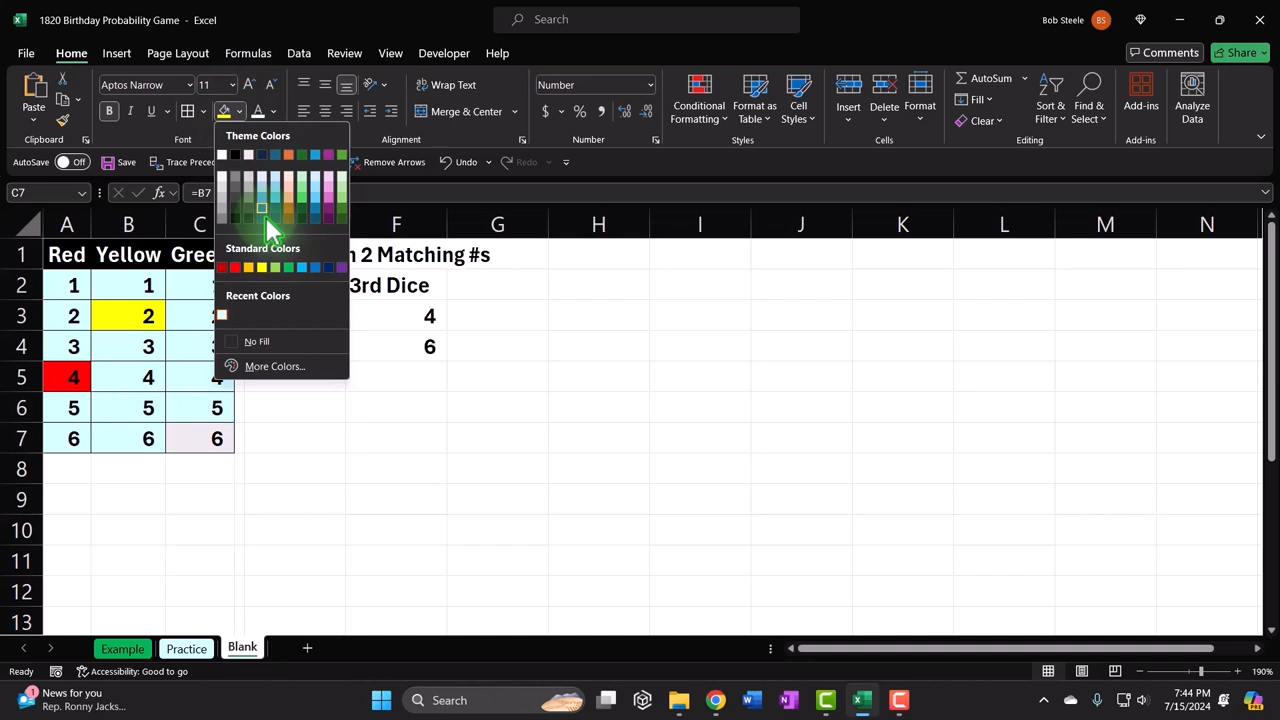 1820 Birthday Probability Game - Excel
Search
Bob Steele BS
File Home Insert Page Layout Formulas Data Review View Developer Help
Comments Share
Paste
Aptos Narrow 11
B I U
Wrap Text
Merge & Center
Number
Conditional Formatting
Format as Table
Cell Styles
Insert Delete Format
AutoSum
Fill
Clear
Sort & Filter
Find & Select
Add-ins
Analyze Data
Clipboard Font Alignment Number Styles Cells Editing Add-ins
AutoSave Off Save Trace Preced Remove Arrows Undo Redo
C7 fx =B7
Theme Colors
Standard Colors
Recent Colors
No Fill
More Colors...
A B C F G H I J K L M N
1 Red Yellow Gree n 2 Matching #s
2 1 1 3rd Dice
3 2 2 2 4
4 3 3 3 6
5 4 4 4
6 5 5 5
7 6 6 6
8
9
10
11
12
13
Example Practice Blank
Ready Accessibility: Good to go 190%
1 News for you
Rep. Ronny Jacks...
Search
7:44 PM
7/15/2024